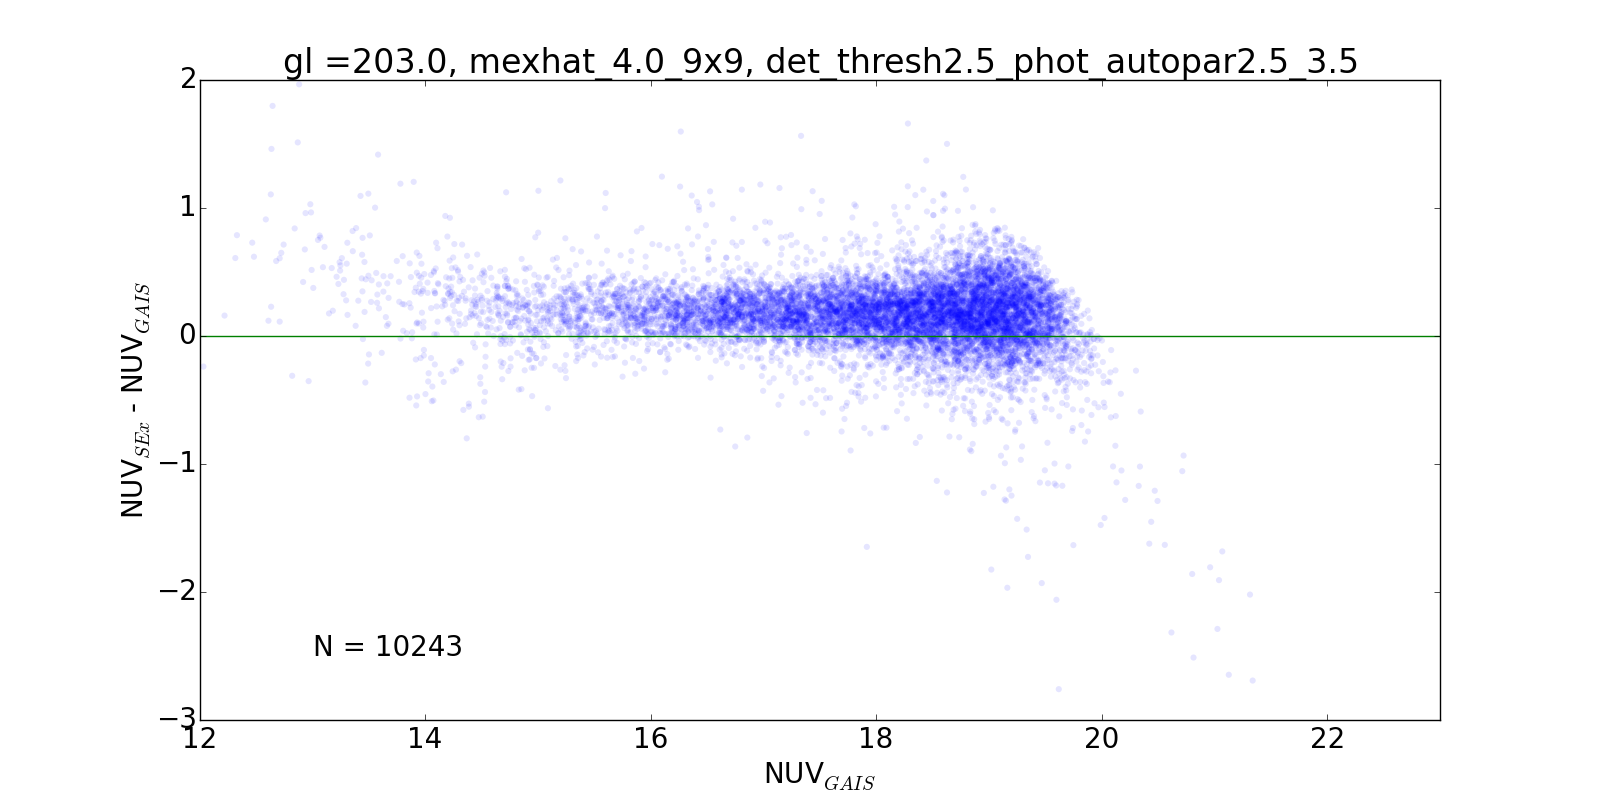 gl =203.0, mexhat_4.0_9x9, det_thresh2.5_phot_autopar2.5_3.5
NUV_SEx - NUV_GAIS
2
1
0
−1
−2
−3
N = 10243
12 14 16 18 20 22
NUV_GAIS